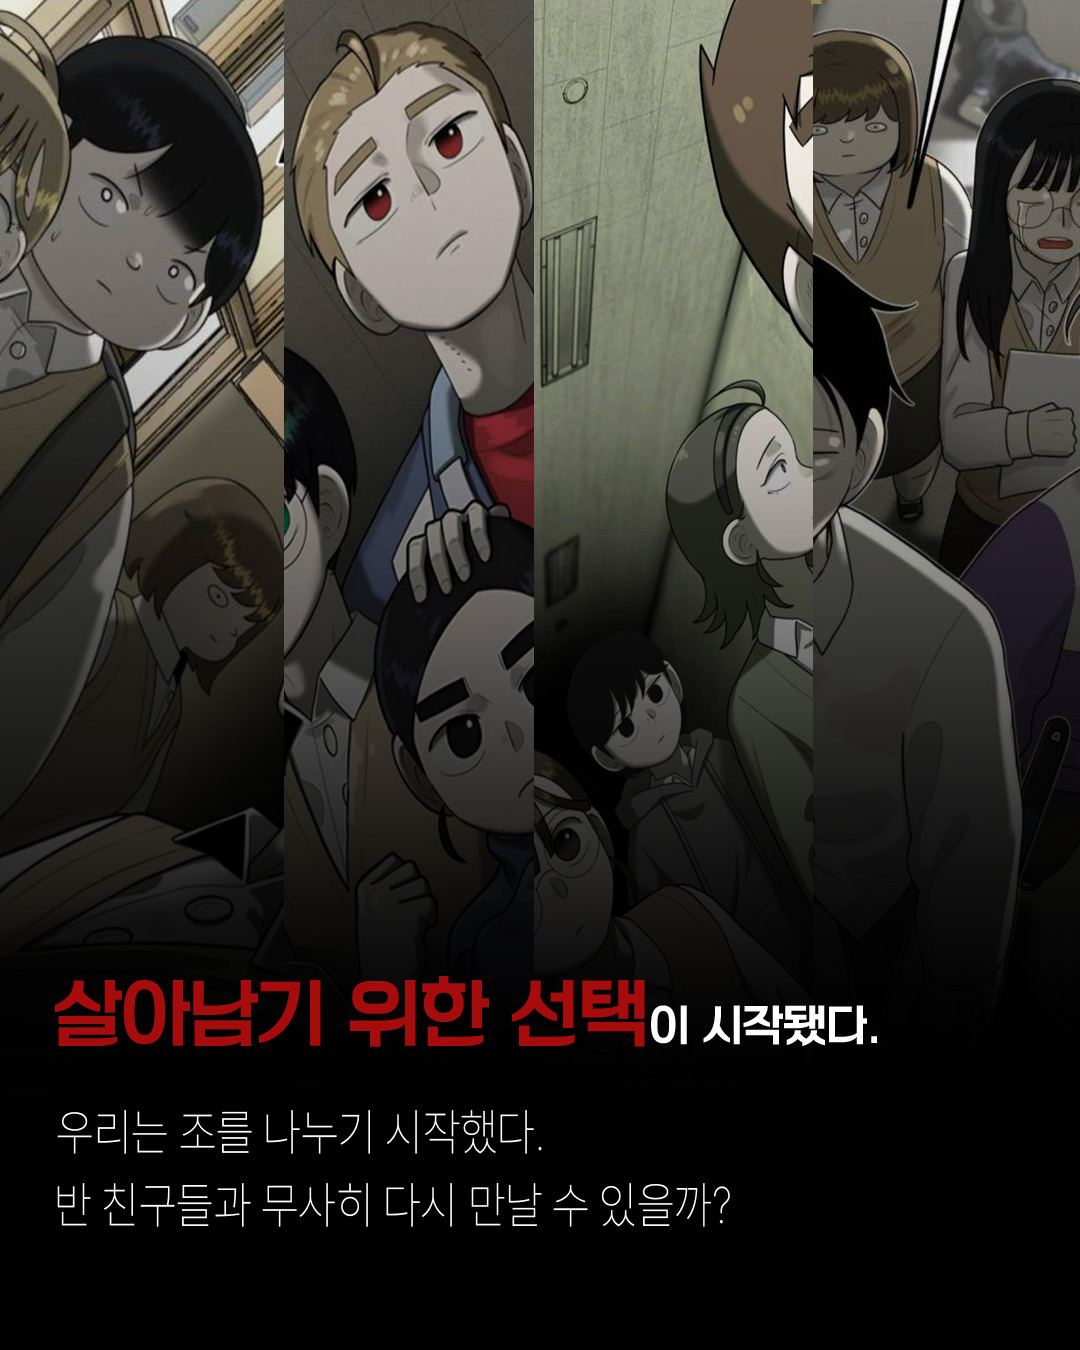 살아남기 위한 선택이 시작됐다.
우리는 조를 나누기 시작했다.
반 친구들과 무사히 다시 만날 수 있을까?